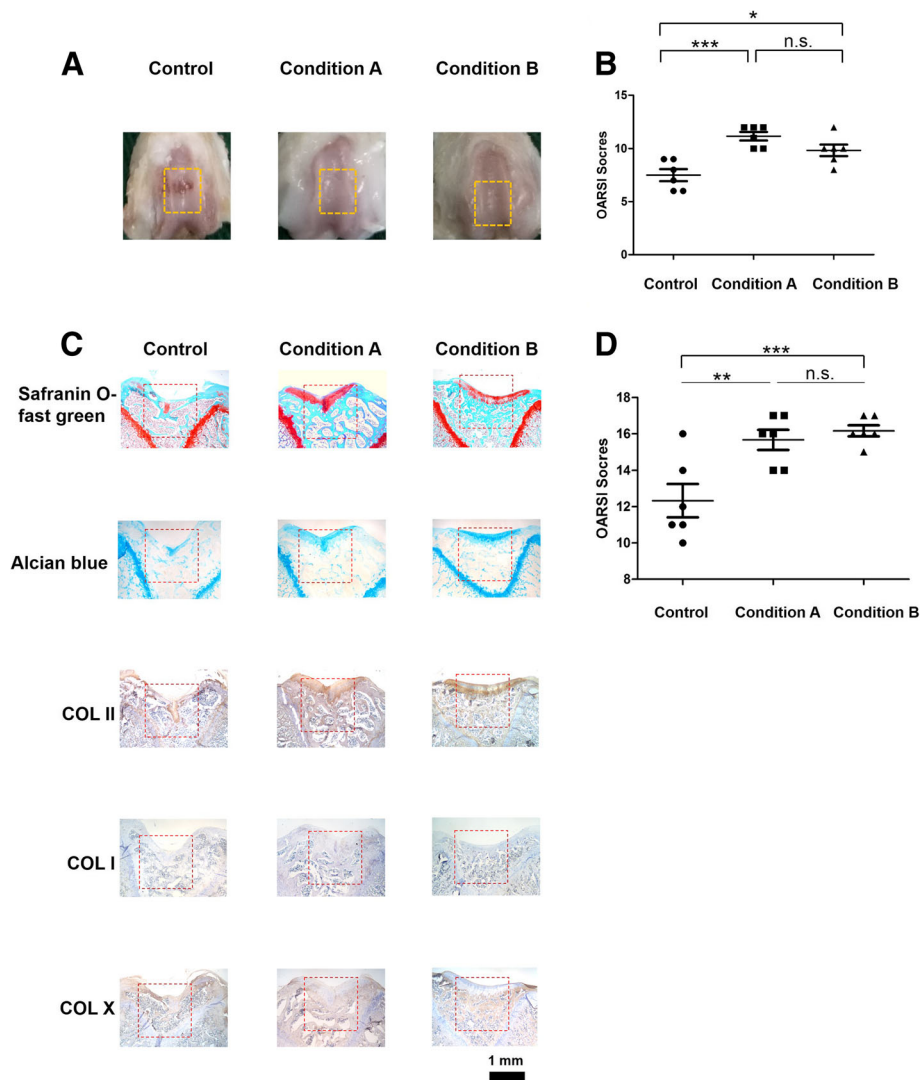 A
Control
Condition A
Condition B
B
*
***
n.s.
OARSI Socres
15
10
5
0
Control
Condition A
Condition B
C
Control
Condition A
Condition B
Safranin O-
fast green
Alcian blue
COL II
COL I
COL X
1 mm
D
***
**
n.s.
OARSI Socres
18
16
14
12
10
8
Control
Condition A
Condition B